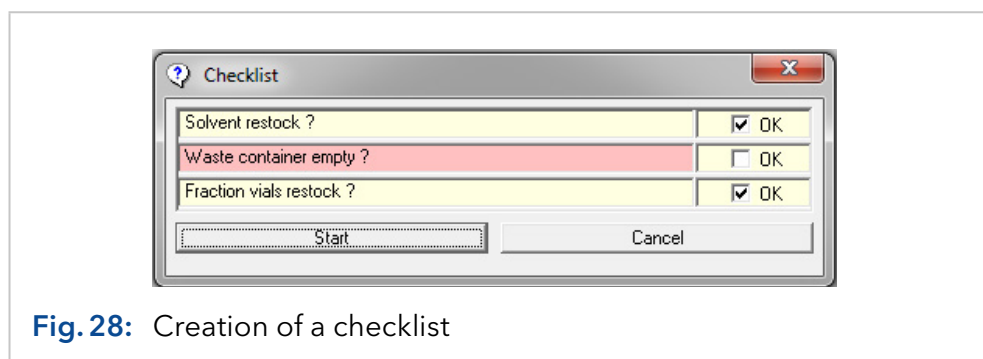 Checklist
Solvent restock ? OK
Waste container empty ? OK
Fraction vials restock ? OK
Start Cancel
Fig. 28: Creation of a checklist